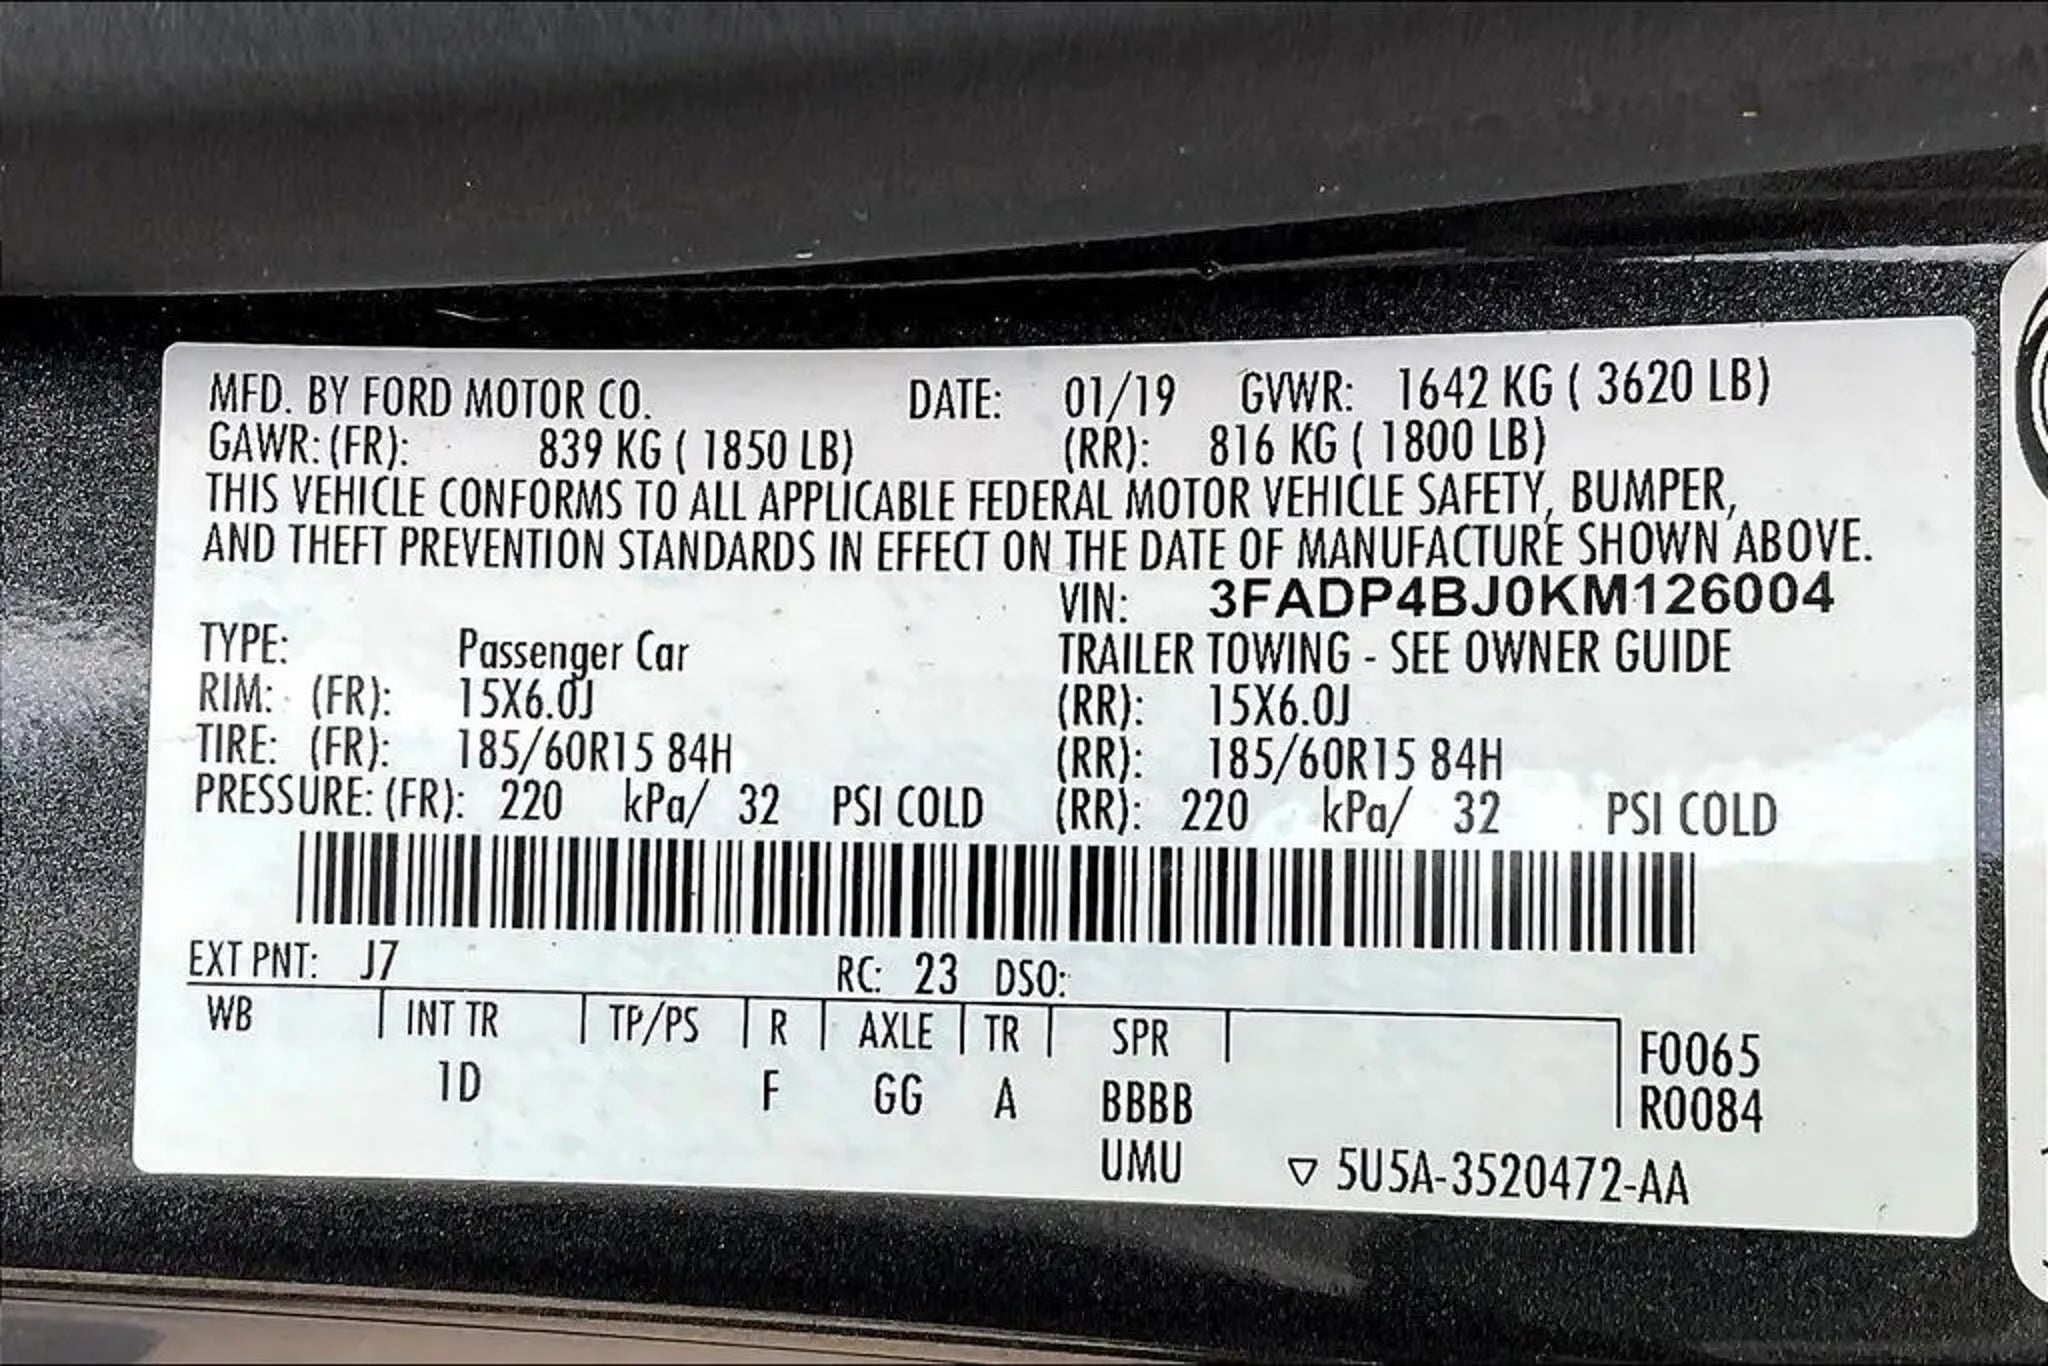 MFD. BY FORD MOTOR CO. DATE: 01/19 GVWR: 1642 KG ( 3620 LB)
GAWR: (FR): 839 KG ( 1850 LB) (RR): 816 KG ( 1800 LB)
THIS VEHICLE CONFORMS TO ALL APPLICABLE FEDERAL MOTOR VEHICLE SAFETY, BUMPER,
AND THEFT PREVENTION STANDARDS IN EFFECT ON THE DATE OF MANUFACTURE SHOWN ABOVE.
VIN: 3FADP4BJ0KM126004
TYPE: Passenger Car TRAILER TOWING - SEE OWNER GUIDE
RIM: (FR): 15X6.0J (RR): 15X6.0J
TIRE: (FR): 185/60R15 84H (RR): 185/60R15 84H
PRESSURE: (FR): 220 kPa/ 32 PSI COLD (RR): 220 kPa/ 32 PSI COLD
EXT PNT: J7 RC: 23 DSO:
WB INT TR TP/PS R AXLE TR SPR F0065
1D F GG A BBBB R0084
UMU ▽ 5U5A-3520472-AA